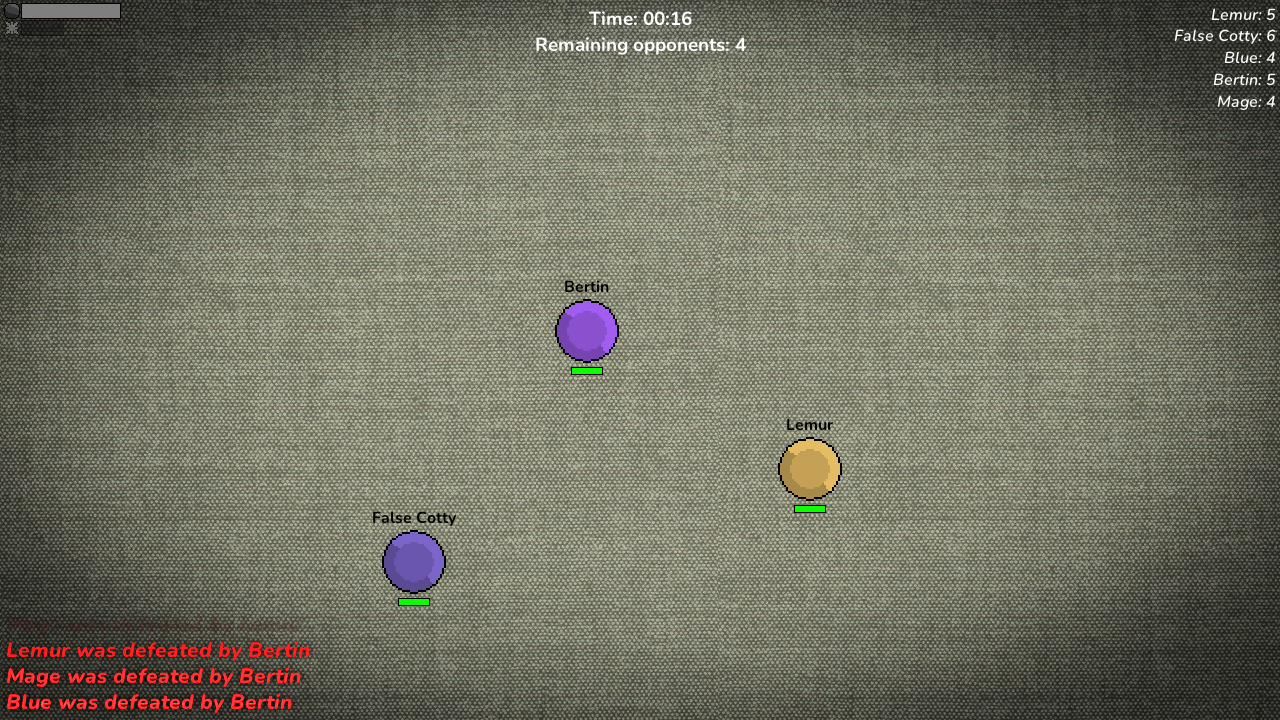 Time: 00:16
Remaining opponents: 4
Lemur: 5
False Cotty: 6
Blue: 4
Bertin: 5
Mage: 4
Bertin
Lemur
False Cotty
Lemur was defeated by Bertin
Mage was defeated by Bertin
Blue was defeated by Bertin